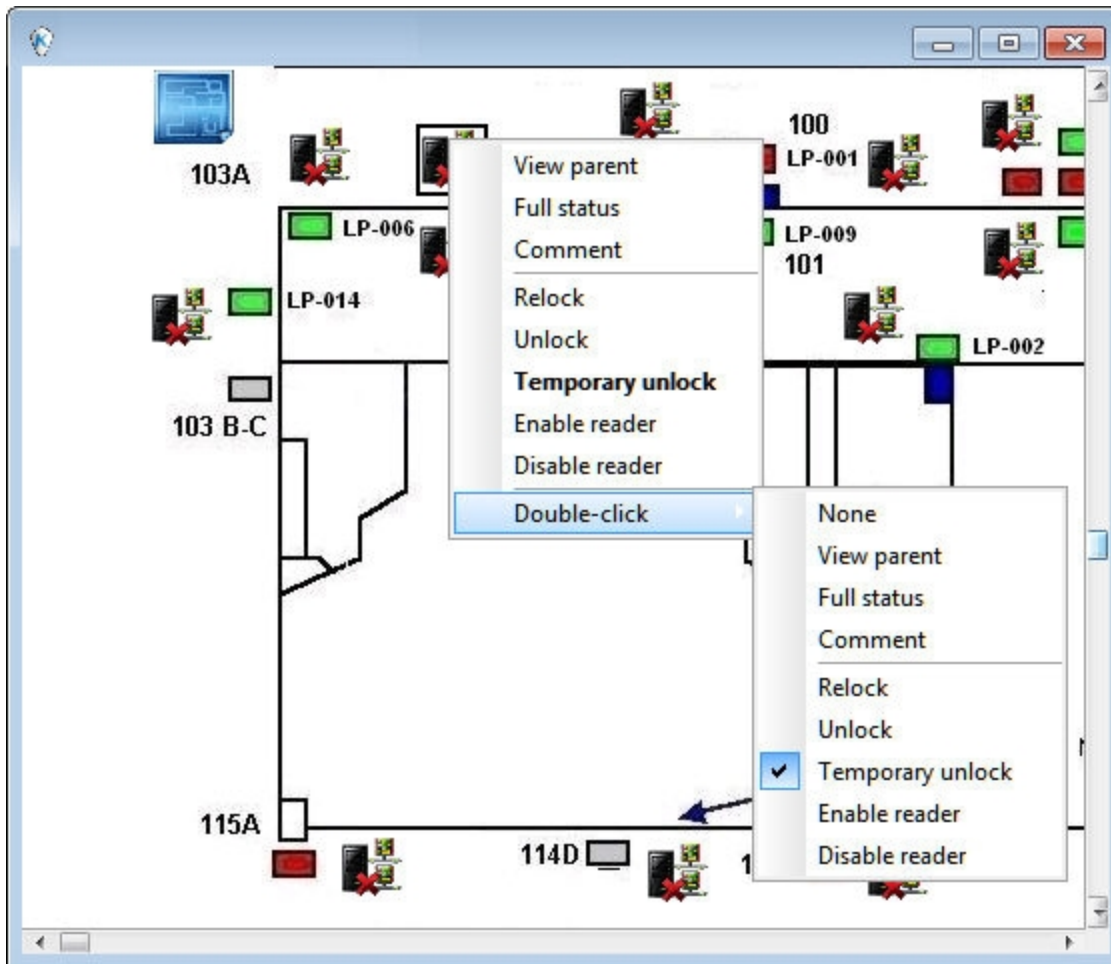 100
LP-001
103A
View parent
Full status
Comment
Relock
Unlock
Temporary unlock
Enable reader
Disable reader
Double-click
LP-006
LP-009
101
LP-014
LP-002
103 B-C
None
View parent
Full status
Comment
Relock
Unlock
Temporary unlock
Enable reader
Disable reader
115A
114D